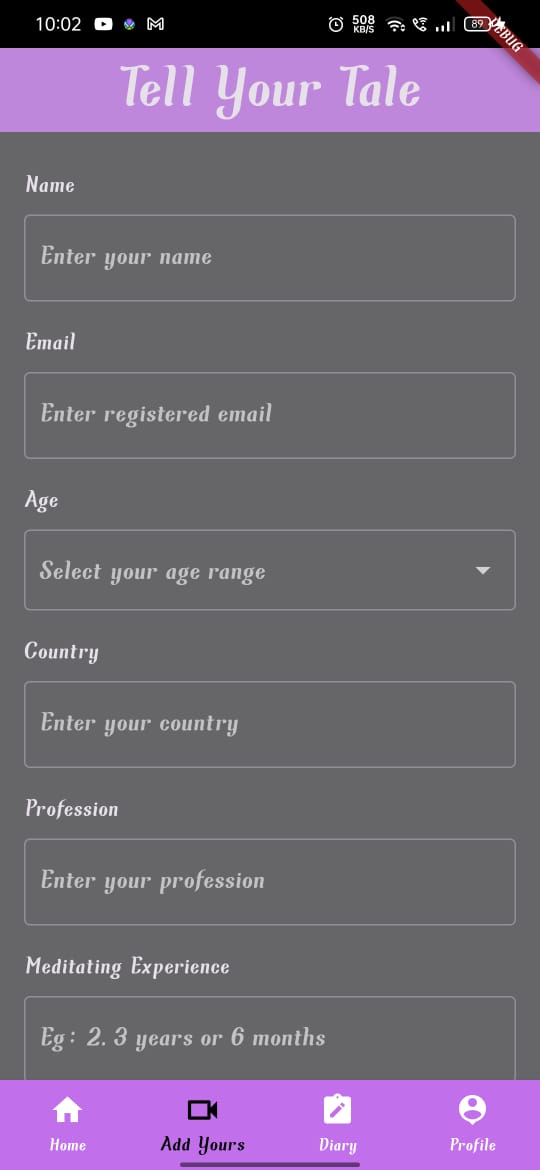 10:02
508
KB/S
89
DEBUG
Tell Your Tale
Name
Enter your name
Email
Enter registered email
Age
Select your age range
Country
Enter your country
Profession
Enter your profession
Meditating Experience
Eg: 2.3 years or 6 months
Home
Add Yours
Diary
Profile